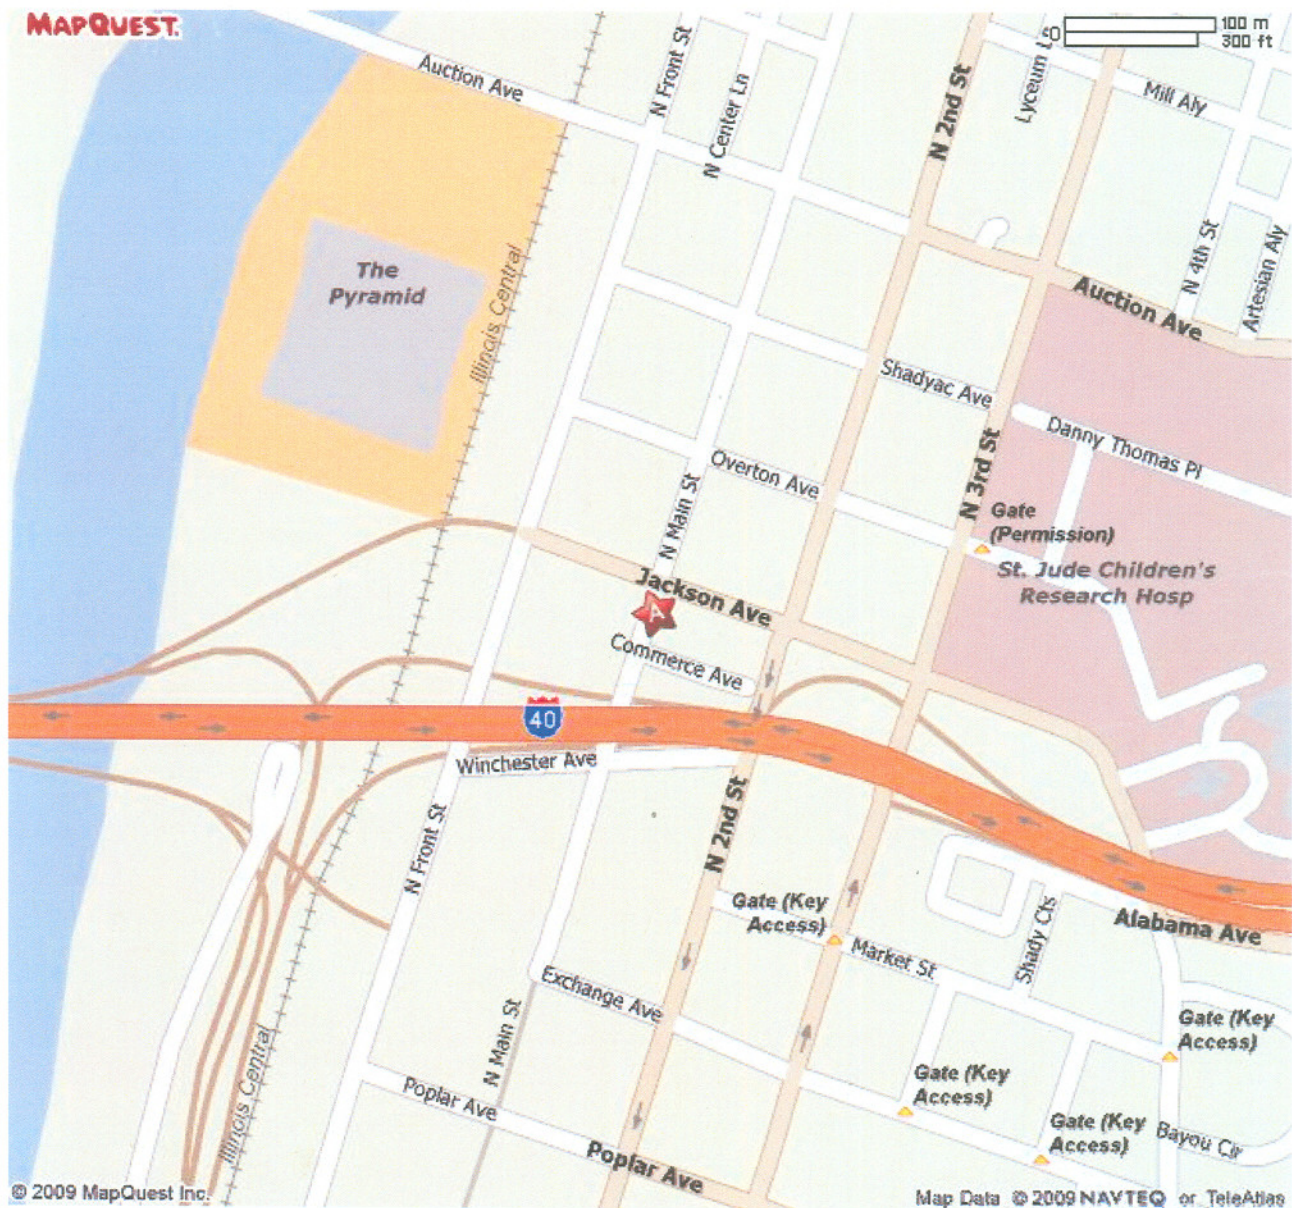 MAPQUEST.
100 m
0
300 ft
Auction Ave
N Front St
N Center Ln
N 2nd St
Mill Aly
N 4th St
Artesian Aly
The
Pyramid
Illinois Central
Auction Ave
Shadyac Ave
Danny Thomas Pl
Overton Ave
N 3rd St
N Main St
Gate
(Permission)
St. Jude Children's
Research Hosp
Jackson Ave
A
Commerce Ave
40
Winchester Ave
N Front St
N 2nd St
Gate (Key
Access)
Market St
Shady Cts
Alabama Ave
Exchange Ave
N Main St
Gate (Key
Access)
Gate (Key
Access)
Illinois Central
Poplar Ave
Gate (Key
Access)
Bayou Cir
Poplar Ave
© 2009 MapQuest Inc.
Map Data © 2009 NAVTEQ or TeleAtlas